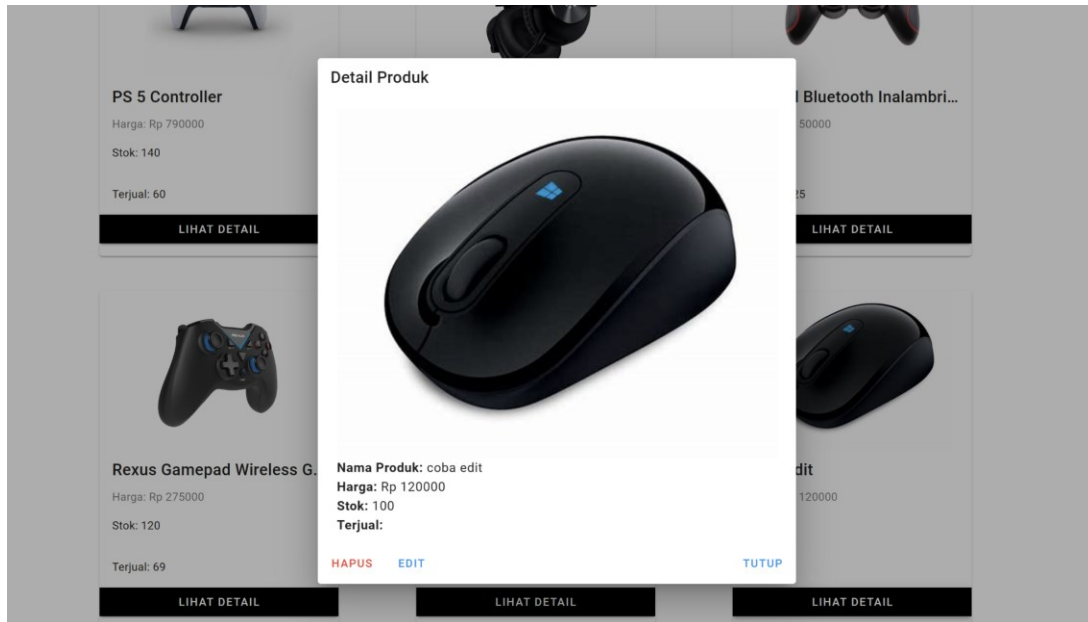 Detail Produk
PS 5 Controller
Harga: Rp 790000
Stok: 140
Terjual: 60
LIHAT DETAIL
Bluetooth Inalambri...
50000
LIHAT DETAIL
Rexus Gamepad Wireless G.
Harga: Rp 275000
Stok: 120
Terjual: 69
LIHAT DETAIL
Nama Produk: coba edit
Harga: Rp 120000
Stok: 100
Terjual:
HAPUS EDIT TUTUP
LIHAT DETAIL
120000
LIHAT DETAIL